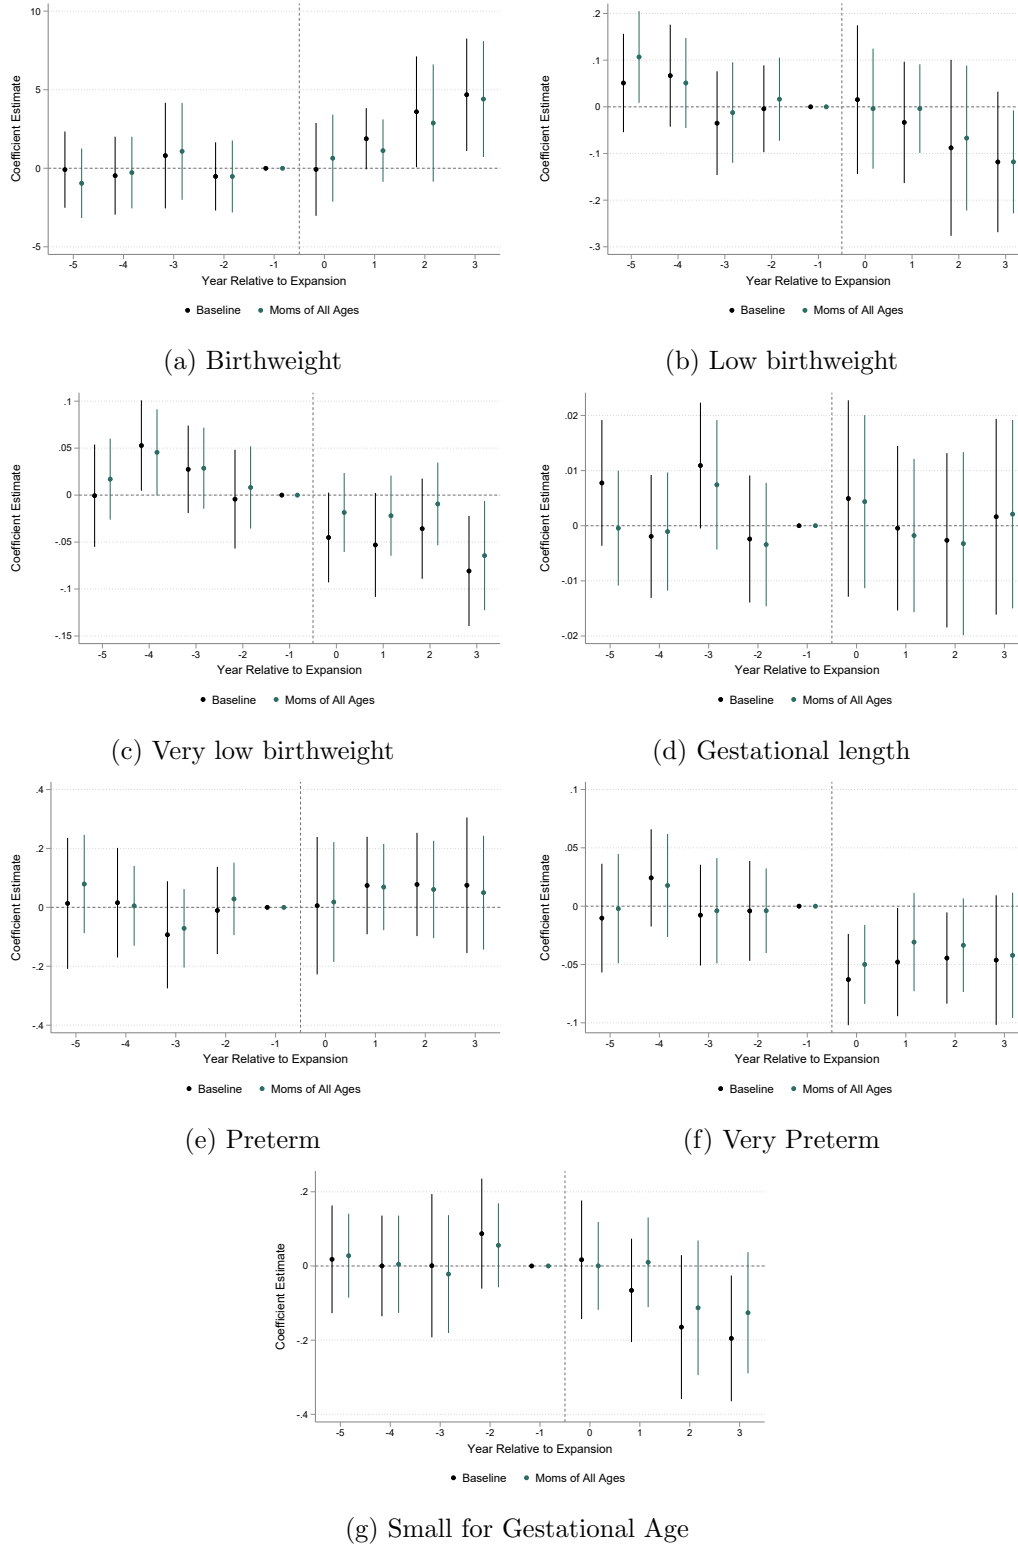 10
5
0
-5
Coefficient Estimate
-5 -4 -3 -2 -1 0 1 2 3
Year Relative to Expansion
Baseline Moms of All Ages
(a) Birthweight
.2
.1
0
-.1
-.2
-.3
Coefficient Estimate
-5 -4 -3 -2 -1 0 1 2 3
Year Relative to Expansion
Baseline Moms of All Ages
(b) Low birthweight
.1
.05
0
-.05
-.1
-.15
Coefficient Estimate
-5 -4 -3 -2 -1 0 1 2 3
Year Relative to Expansion
Baseline Moms of All Ages
(c) Very low birthweight
.02
.01
0
-.01
-.02
Coefficient Estimate
-5 -4 -3 -2 -1 0 1 2 3
Year Relative to Expansion
Baseline Moms of All Ages
(d) Gestational length
.4
.2
0
-.2
-.4
Coefficient Estimate
-5 -4 -3 -2 -1 0 1 2 3
Year Relative to Expansion
Baseline Moms of All Ages
(e) Preterm
.1
.05
0
-.05
-.1
Coefficient Estimate
-5 -4 -3 -2 -1 0 1 2 3
Year Relative to Expansion
Baseline Moms of All Ages
(f) Very Preterm
.2
0
-.2
-.4
Coefficient Estimate
-5 -4 -3 -2 -1 0 1 2 3
Year Relative to Expansion
Baseline Moms of All Ages
(g) Small for Gestational Age